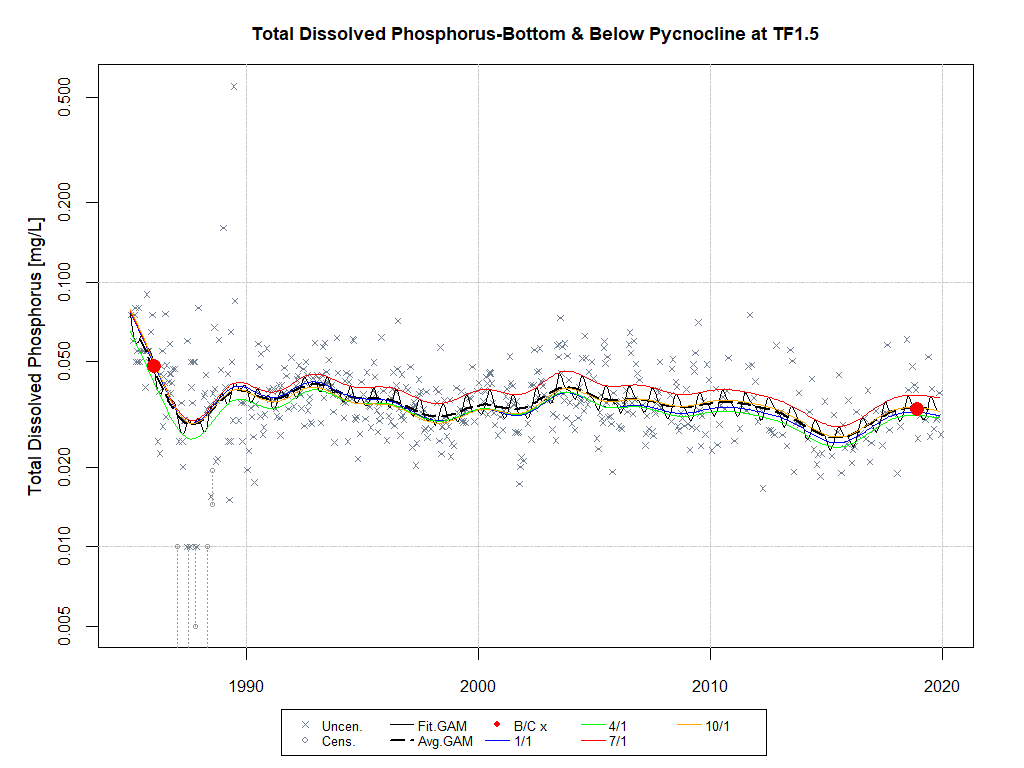 Total Dissolved Phosphorus-Bottom & Below Pycnocline at TF1.5
Total Dissolved Phosphorus [mg/L]
0.500
0.200
0.100
0.050
0.020
0.010
0.005
1990 2000 2010 2020
Uncen. Fit.GAM B/C x 4/1 10/1
Cens. Avg.GAM 1/1 7/1